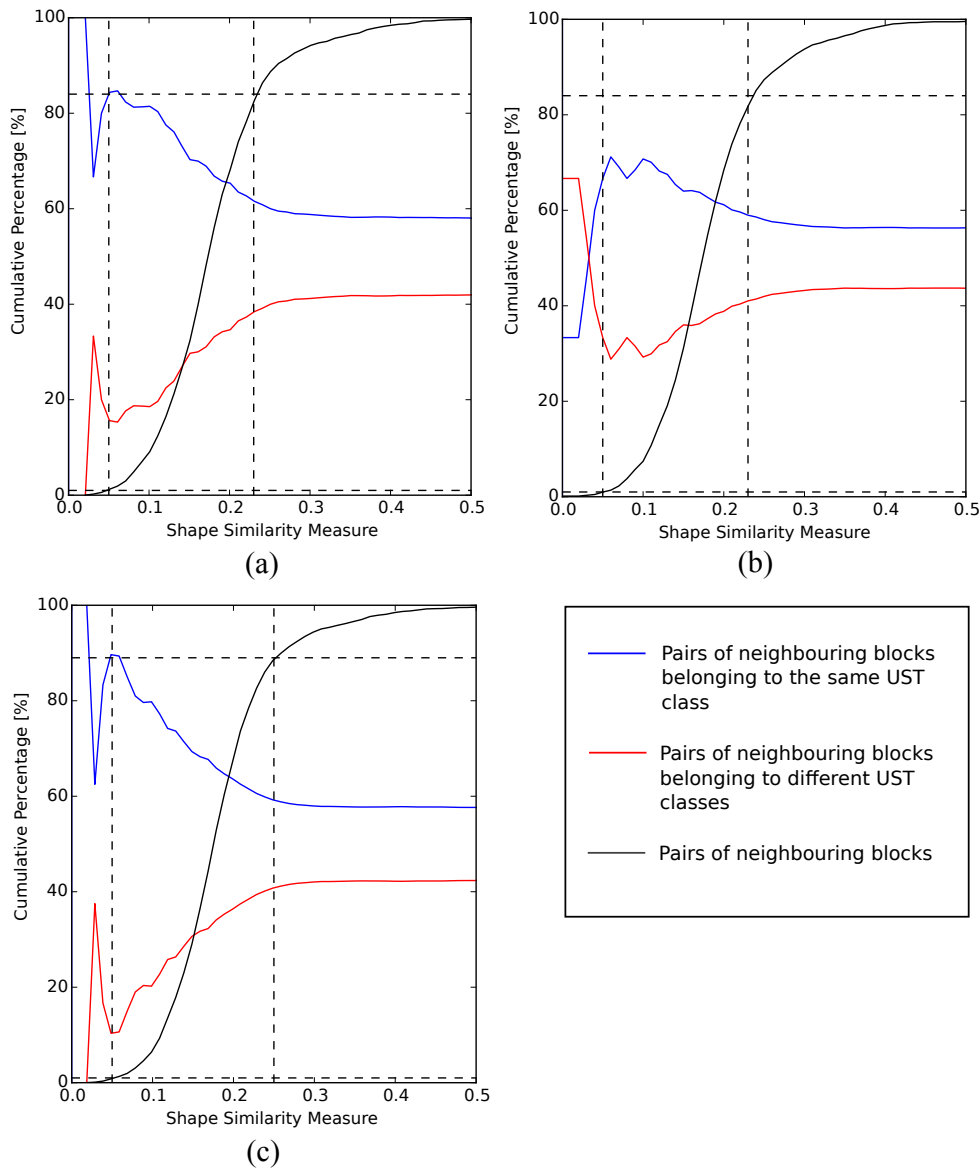 100
80
60
40
20
0
Cumulative Percentage [%]
0.0 0.1 0.2 0.3 0.4 0.5
Shape Similarity Measure
(a)
100
80
60
40
20
0
Cumulative Percentage [%]
0.0 0.1 0.2 0.3 0.4 0.5
Shape Similarity Measure
(b)
100
80
60
40
20
0
Cumulative Percentage [%]
0.0 0.1 0.2 0.3 0.4 0.5
Shape Similarity Measure
(c)
Pairs of neighbouring blocks
belonging to the same UST
class
Pairs of neighbouring blocks
belonging to different UST
classes
Pairs of neighbouring blocks